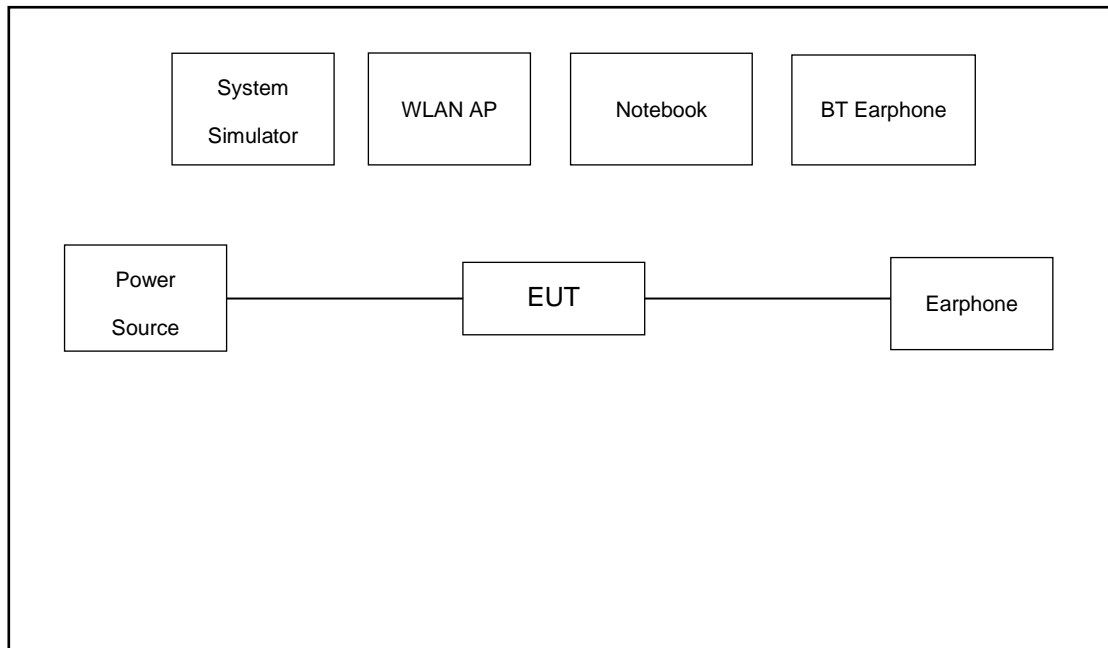 System
Simulator
WLAN AP
Notebook
BT Earphone
Power
Source
EUT
Earphone